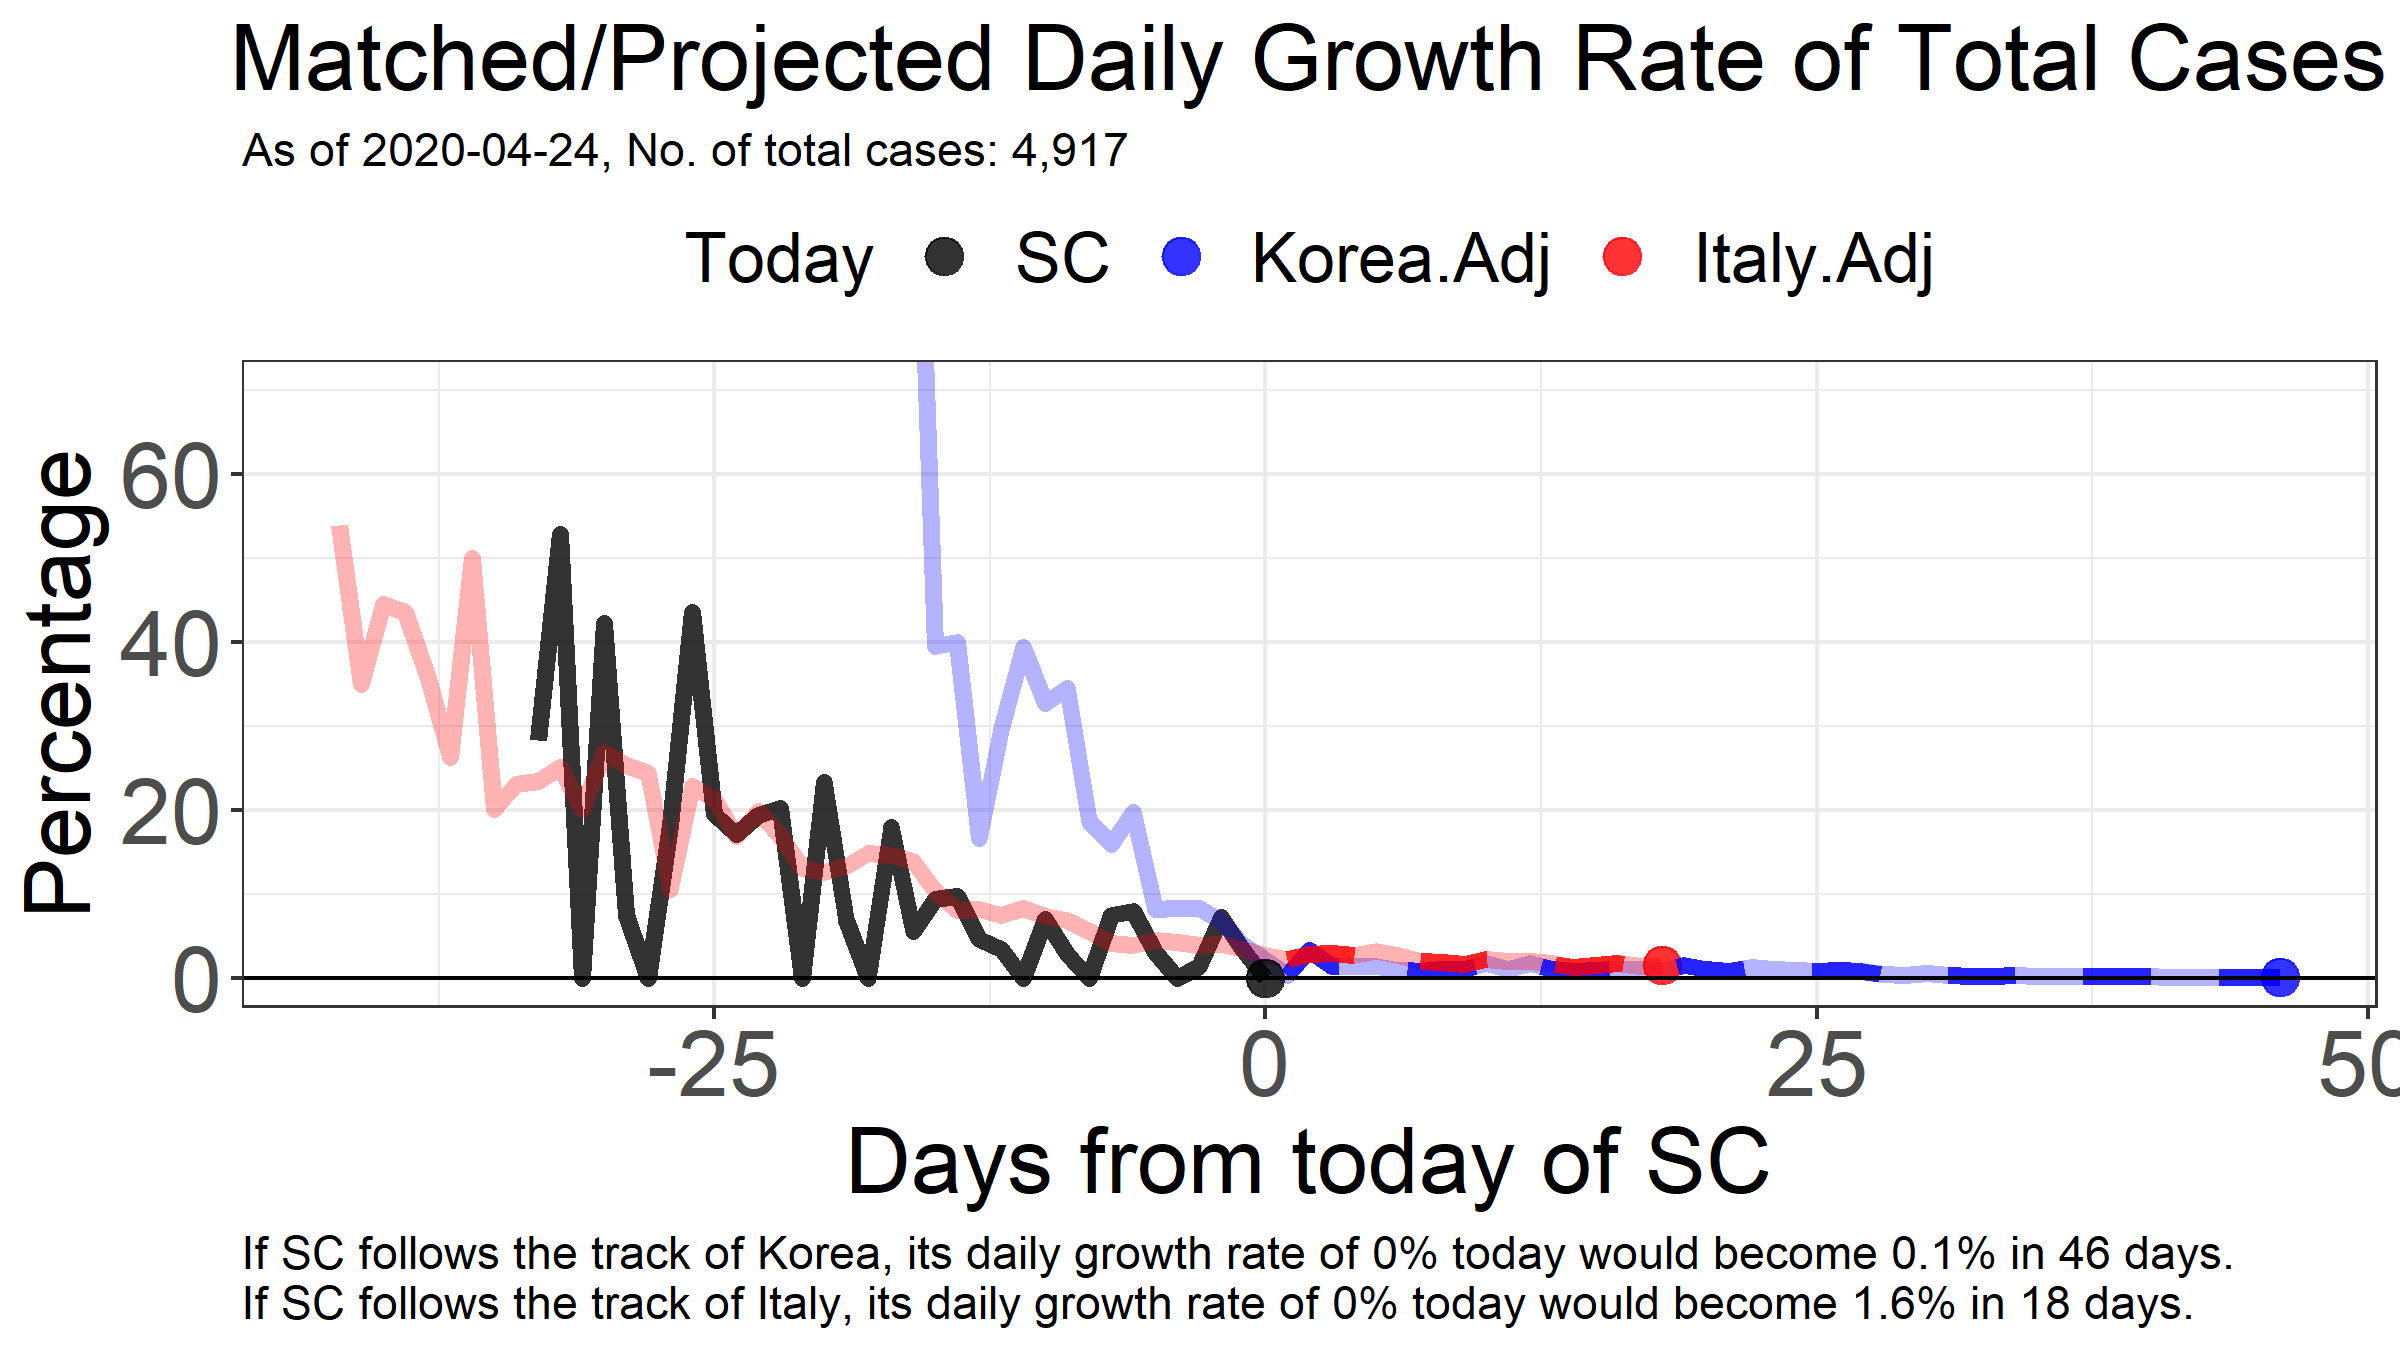 Matched/Projected Daily Growth Rate of Total Cases
As of 2020-04-24, No. of total cases: 4,917
Today SC Korea.Adj Italy.Adj
Percentage
60
40
20
0
-25 0 25 50
Days from today of SC
If SC follows the track of Korea, its daily growth rate of 0% today would become 0.1% in 46 days.
If SC follows the track of Italy, its daily growth rate of 0% today would become 1.6% in 18 days.